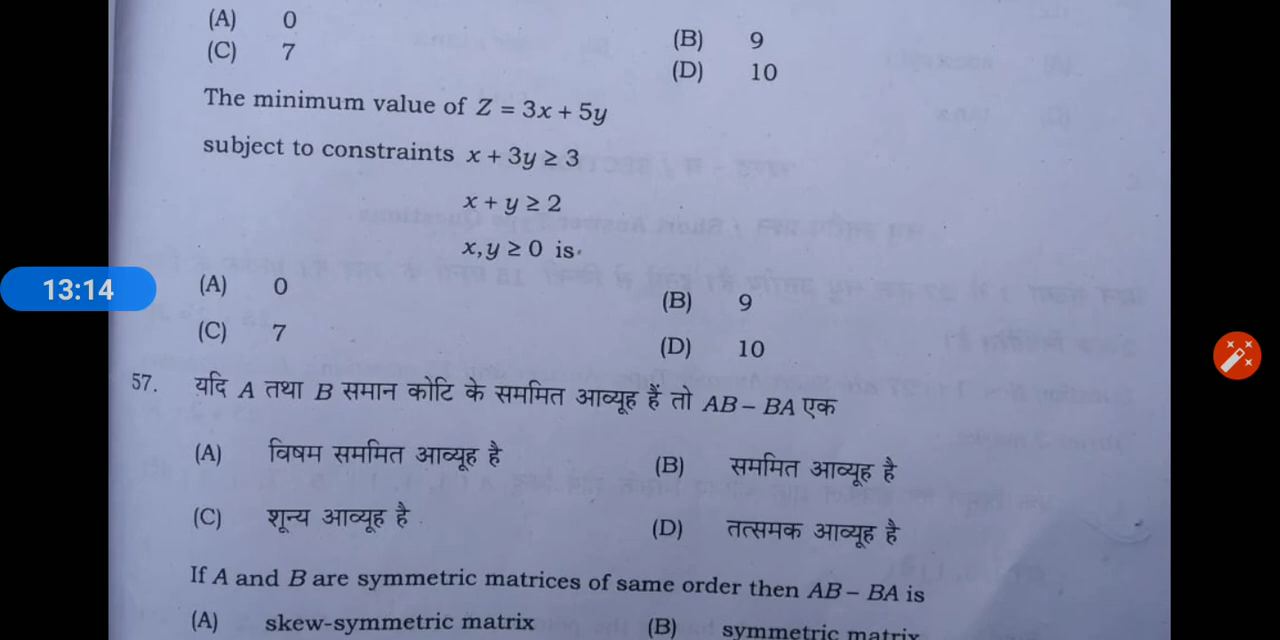 (A) 0
(B) 9
(C) 7
(D) 10
The minimum value of Z = 3x + 5y
subject to constraints x + 3y ≥ 3
x + y ≥ 2
x, y ≥ 0 is
13:14
(A) 0
(B) 9
(C) 7
(D) 10
57. यदि A तथा B समान कोटि के सममित आव्यूह हैं तो AB – BA एक
(A) विषम सममित आव्यूह है
(B) सममित आव्यूह है
(C) शून्य आव्यूह है
(D) तत्समक आव्यूह है
If A and B are symmetric matrices of same order then AB – BA is
(A) skew-symmetric matrix
(B) symmetric matrix